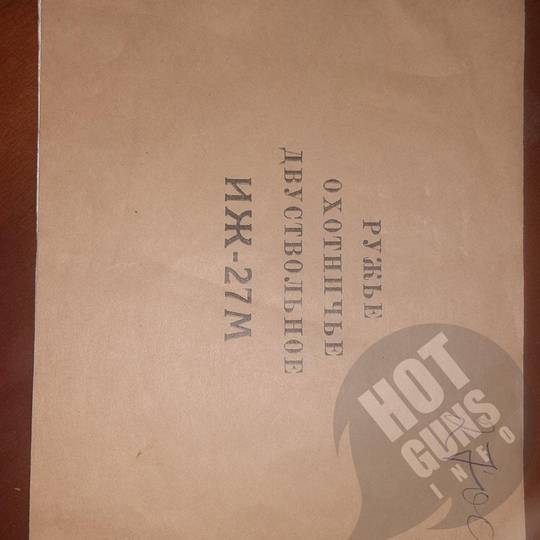 РУЖЬЕ
ОХОТНИЧЬЕ
ДВУСТВОЛЬНОЕ
ИЖ-27М
HOT
GUNS
INFO